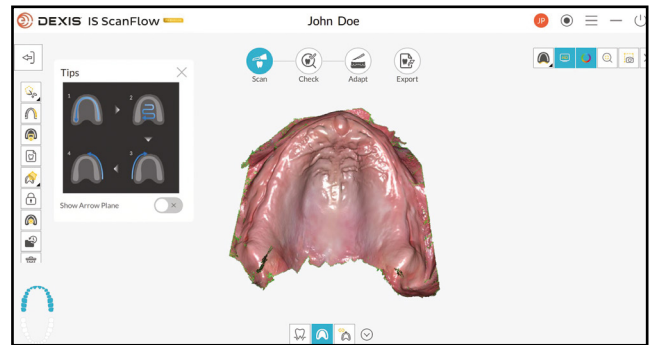 DEXIS IS ScanFlow
John Doe
JP
Scan
Check
Adapt
Export
Tips
1
2
4
3
Show Arrow Plane